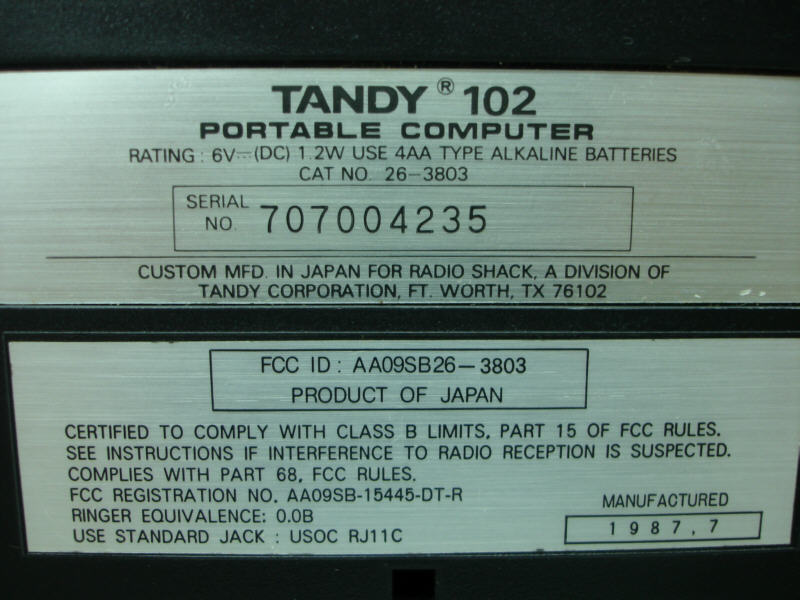 TANDY ® 102
PORTABLE COMPUTER
RATING : 6V⎓(DC) 1.2W USE 4AA TYPE ALKALINE BATTERIES
CAT NO. 26-3803
SERIAL NO. 707004235
CUSTOM MFD. IN JAPAN FOR RADIO SHACK, A DIVISION OF
TANDY CORPORATION, FT. WORTH, TX 76102
FCC ID : AA09SB26-3803
PRODUCT OF JAPAN
CERTIFIED TO COMPLY WITH CLASS B LIMITS, PART 15 OF FCC RULES.
SEE INSTRUCTIONS IF INTERFERENCE TO RADIO RECEPTION IS SUSPECTED.
COMPLIES WITH PART 68, FCC RULES.
FCC REGISTRATION NO. AA09SB-15445-DT-R
RINGER EQUIVALENCE: 0.0B
USE STANDARD JACK : USOC RJ11C
MANUFACTURED
1987,7